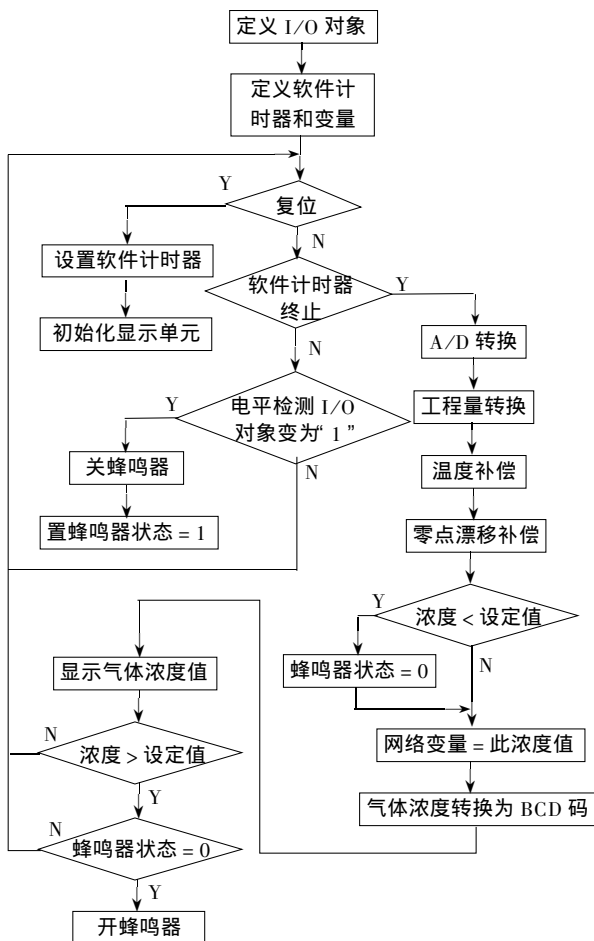 定义 I/O 对象
定义软件计
时器和变量
Y
复位
N
设置软件计时器
初始化显示单元
软件计时器
终止
Y
N
A/D 转换
工程量转换
温度补偿
零点漂移补偿
Y
电平检测 I/O
对象变为“1”
N
关蜂鸣器
置蜂鸣器状态 = 1
Y
浓度 < 设定值
N
蜂鸣器状态 = 0
网络变量 = 此浓度值
气体浓度转换为 BCD 码
显示气体浓度值
N
浓度 > 设定值
Y
N
蜂鸣器状态 = 0
Y
开蜂鸣器